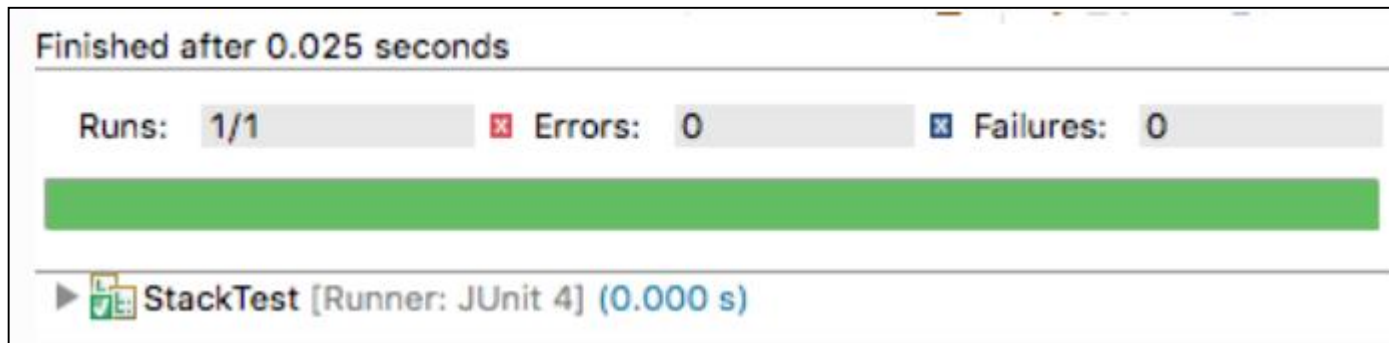 Finished after 0.025 seconds
Runs: 1/1 Errors: 0 Failures: 0
StackTest [Runner: JUnit 4] (0.000 s)